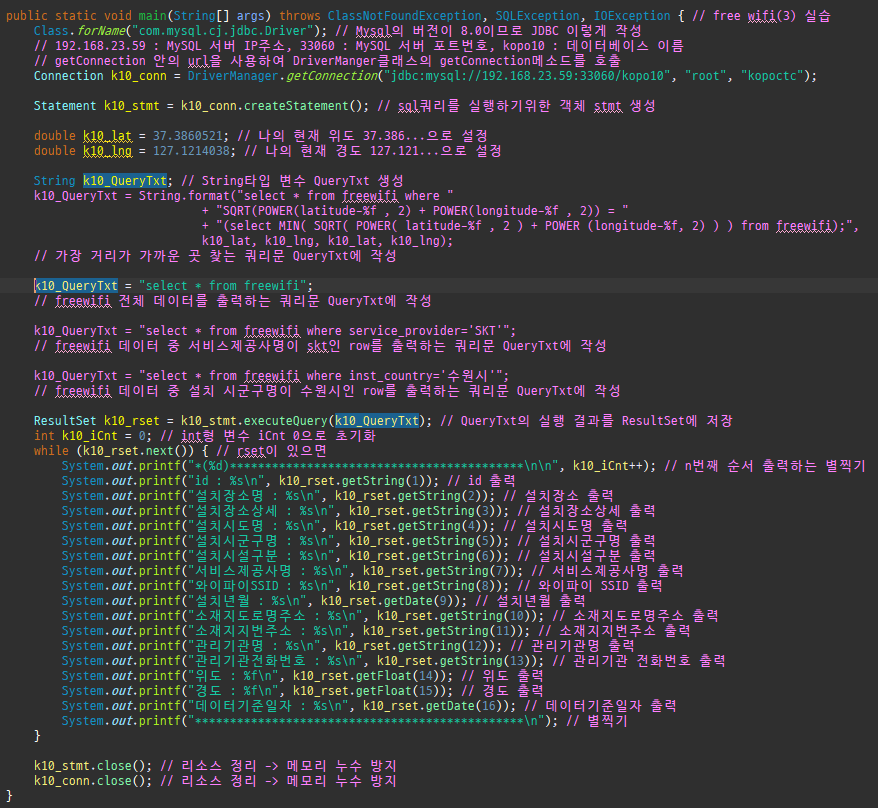 public static void main(String[] args) throws ClassNotFoundException, SQLException, IOException { // free wifi(3) 실습
Class.forName("com.mysql.cj.jdbc.Driver"); // Mysql의 버전이 8.0이므로 JDBC 이렇게 작성
// 192.168.23.59 : MySQL 서버 IP주소, 33060 : MySQL 서버 포트번호, kopo10 : 데이터베이스 이름
// getConnection 안의 url을 사용하여 DriverManger클래스의 getConnection메소드를 호출
Connection k10_conn = DriverManager.getConnection("jdbc:mysql://192.168.23.59:33060/kopo10", "root", "kopoctc");
Statement k10_stmt = k10_conn.createStatement(); // sql쿼리를 실행하기위한 객체 stmt 생성
double k10_lat = 37.3860521; // 나의 현재 위도 37.386...으로 설정
double k10_lng = 127.1214038; // 나의 현재 경도 127.121...으로 설정
String k10_QueryTxt; // String타입 변수 QueryTxt 생성
k10_QueryTxt = String.format("select * from freewifi where "
+ "SQRT(POWER(latitude-%f , 2) + POWER(longitude-%f , 2)) = "
+ "(select MIN( SQRT( POWER( latitude-%f , 2 ) + POWER (longitude-%f, 2) ) ) from freewifi);",
k10_lat, k10_lng, k10_lat, k10_lng);
// 가장 거리가 가까운 곳 찾는 쿼리문 QueryTxt에 작성
k10_QueryTxt = "select * from freewifi";
// freewifi 전체 데이터를 출력하는 쿼리문 QueryTxt에 작성
k10_QueryTxt = "select * from freewifi where service_provider='SKT'";
// freewifi 데이터 중 서비스제공사명이 skt인 row를 출력하는 쿼리문 QueryTxt에 작성
k10_QueryTxt = "select * from freewifi where inst_country='수원시'";
// freewifi 데이터 중 설치 시군구명이 수원시인 row를 출력하는 쿼리문 QueryTxt에 작성
ResultSet k10_rset = k10_stmt.executeQuery(k10_QueryTxt); // QueryTxt의 실행 결과를 ResultSet에 저장
int k10_iCnt = 0; // int형 변수 iCnt 0으로 초기화
while (k10_rset.next()) { // rset이 있으면
System.out.printf("*(%d)******************************************\n\n", k10_iCnt++); // n번째 순서 출력하는 별찍기
System.out.printf("id : %s\n", k10_rset.getString(1)); // id 출력
System.out.printf("설치장소명 : %s\n", k10_rset.getString(2)); // 설치장소 출력
System.out.printf("설치장소상세 : %s\n", k10_rset.getString(3)); // 설치장소상세 출력
System.out.printf("설치시도명 : %s\n", k10_rset.getString(4)); // 설치시도명 출력
System.out.printf("설치시군구명 : %s\n", k10_rset.getString(5)); // 설치시군구명 출력
System.out.printf("설치시설구분 : %s\n", k10_rset.getString(6)); // 설치시설구분 출력
System.out.printf("서비스제공사명 : %s\n", k10_rset.getString(7)); // 서비스제공사명 출력
System.out.printf("와이파이SSID : %s\n", k10_rset.getString(8)); // 와이파이 SSID 출력
System.out.printf("설치년월 : %s\n", k10_rset.getDate(9)); // 설치년월 출력
System.out.printf("소재지도로명주소 : %s\n", k10_rset.getString(10)); // 소재지도로명주소 출력
System.out.printf("소재지지번주소 : %s\n", k10_rset.getString(11)); // 소재지지번주소 출력
System.out.printf("관리기관명 : %s\n", k10_rset.getString(12)); // 관리기관명 출력
System.out.printf("관리기관전화번호 : %s\n", k10_rset.getString(13)); // 관리기관 전화번호 출력
System.out.printf("위도 : %f\n", k10_rset.getFloat(14)); // 위도 출력
System.out.printf("경도 : %f\n", k10_rset.getFloat(15)); // 경도 출력
System.out.printf("데이터기준일자 : %s\n", k10_rset.getDate(16)); // 데이터기준일자 출력
System.out.printf("***********************************************\n"); // 별찍기
}
k10_stmt.close(); // 리소스 정리 -> 메모리 누수 방지
k10_conn.close(); // 리소스 정리 -> 메모리 누수 방지
}